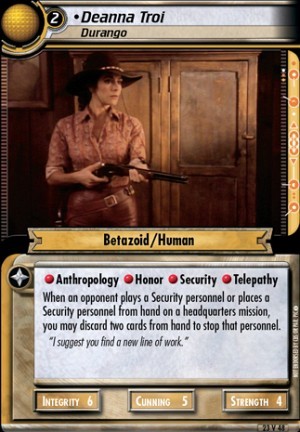 2
•Deanna Troi
Durango
Betazoid/Human
Anthropology Honor Security Telepathy
When an opponent plays a Security personnel or places a
Security personnel from hand on a headquarters mission,
you may discard two cards from hand to stop that personnel.
"I suggest you find a new line of work."
INTEGRITY 6 CUNNING 5 STRENGTH 4